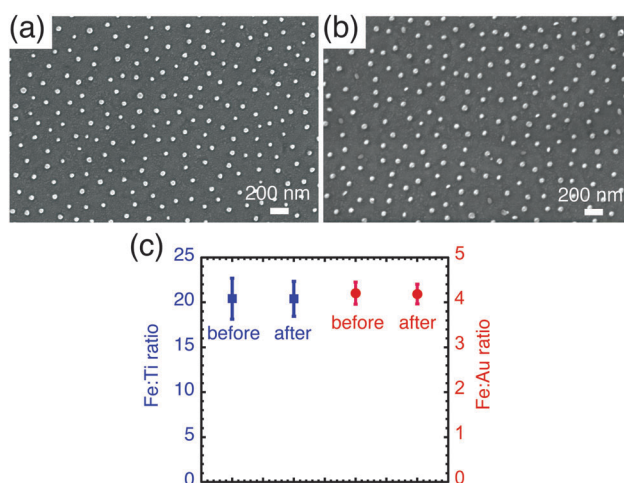 (a)
(b)
200 nm
200 nm
(c)
25
20
15
10
5
0
Fe:Ti ratio
before
after
before
after
5
4
3
2
1
0
Fe:Au ratio